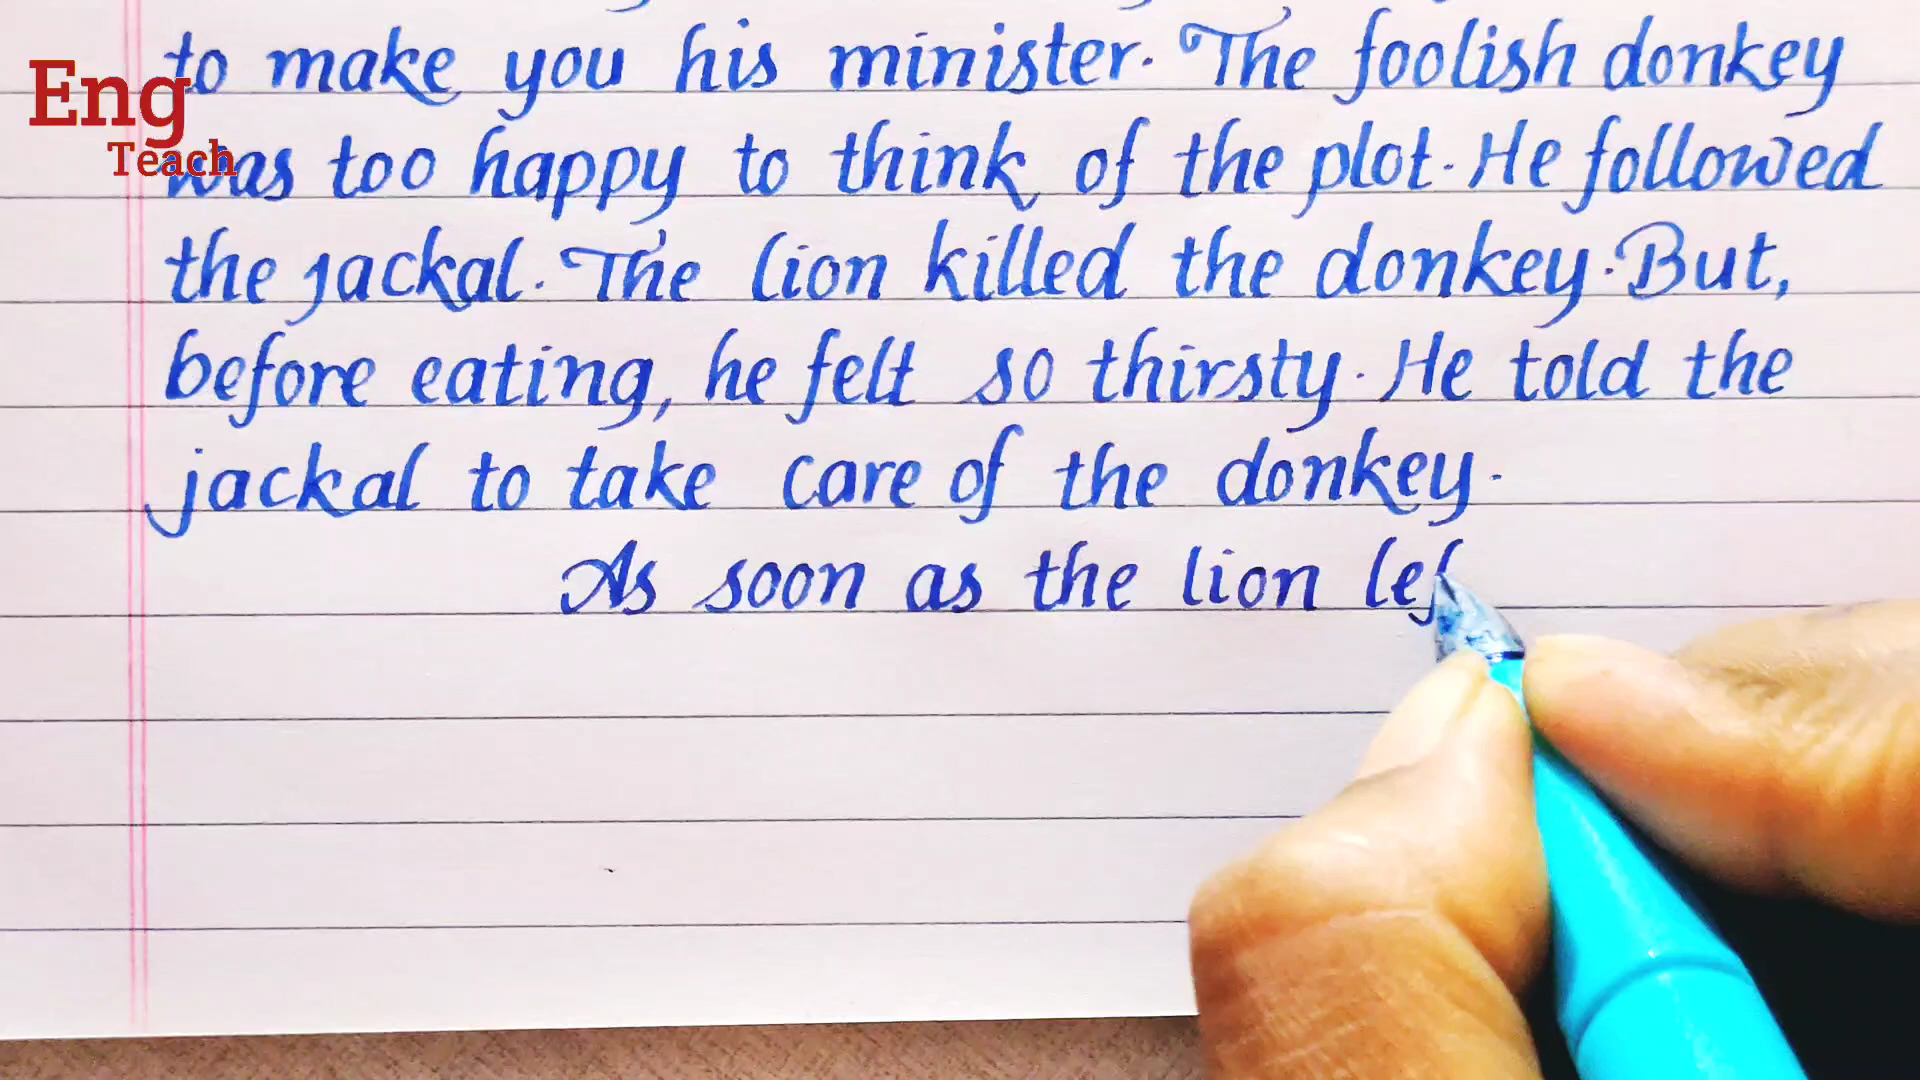 Eng
Teach
to make you his minister. The foolish donkey
was too happy to think of the plot. He followed
the jackal. The lion killed the donkey. But,
before eating, he felt so thirsty. He told the
jackal to take care of the donkey.
As soon as the lion lef